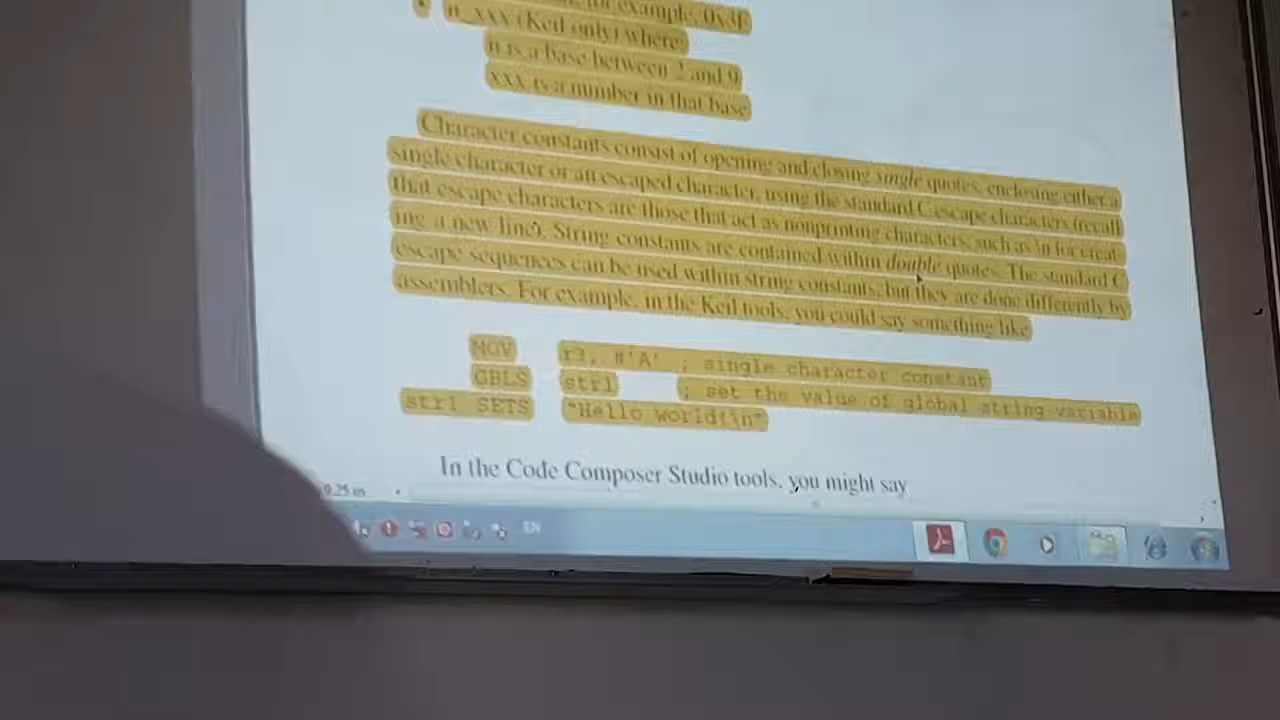 for example, 0x3F
n_xxx (Keil only) where
n is a base between 2 and 9
xxx is a number in that base
Character constants consist of opening and closing single quotes, enclosing either a
single character or an escaped character, using the standard C escape characters (recall
that escape characters are those that act as nonprinting characters, such as \n for creat-
ing a new line). String constants are contained within double quotes. The standard C
escape sequences can be used within string constants, but they are done differently by
assemblers. For example, in the Keil tools, you could say something like
MOV r3, #'A' ; single character constant
GBLS str1 ; set the value of global string variable
str1 SETS "Hello world!\n"
In the Code Composer Studio tools, you might say
EN